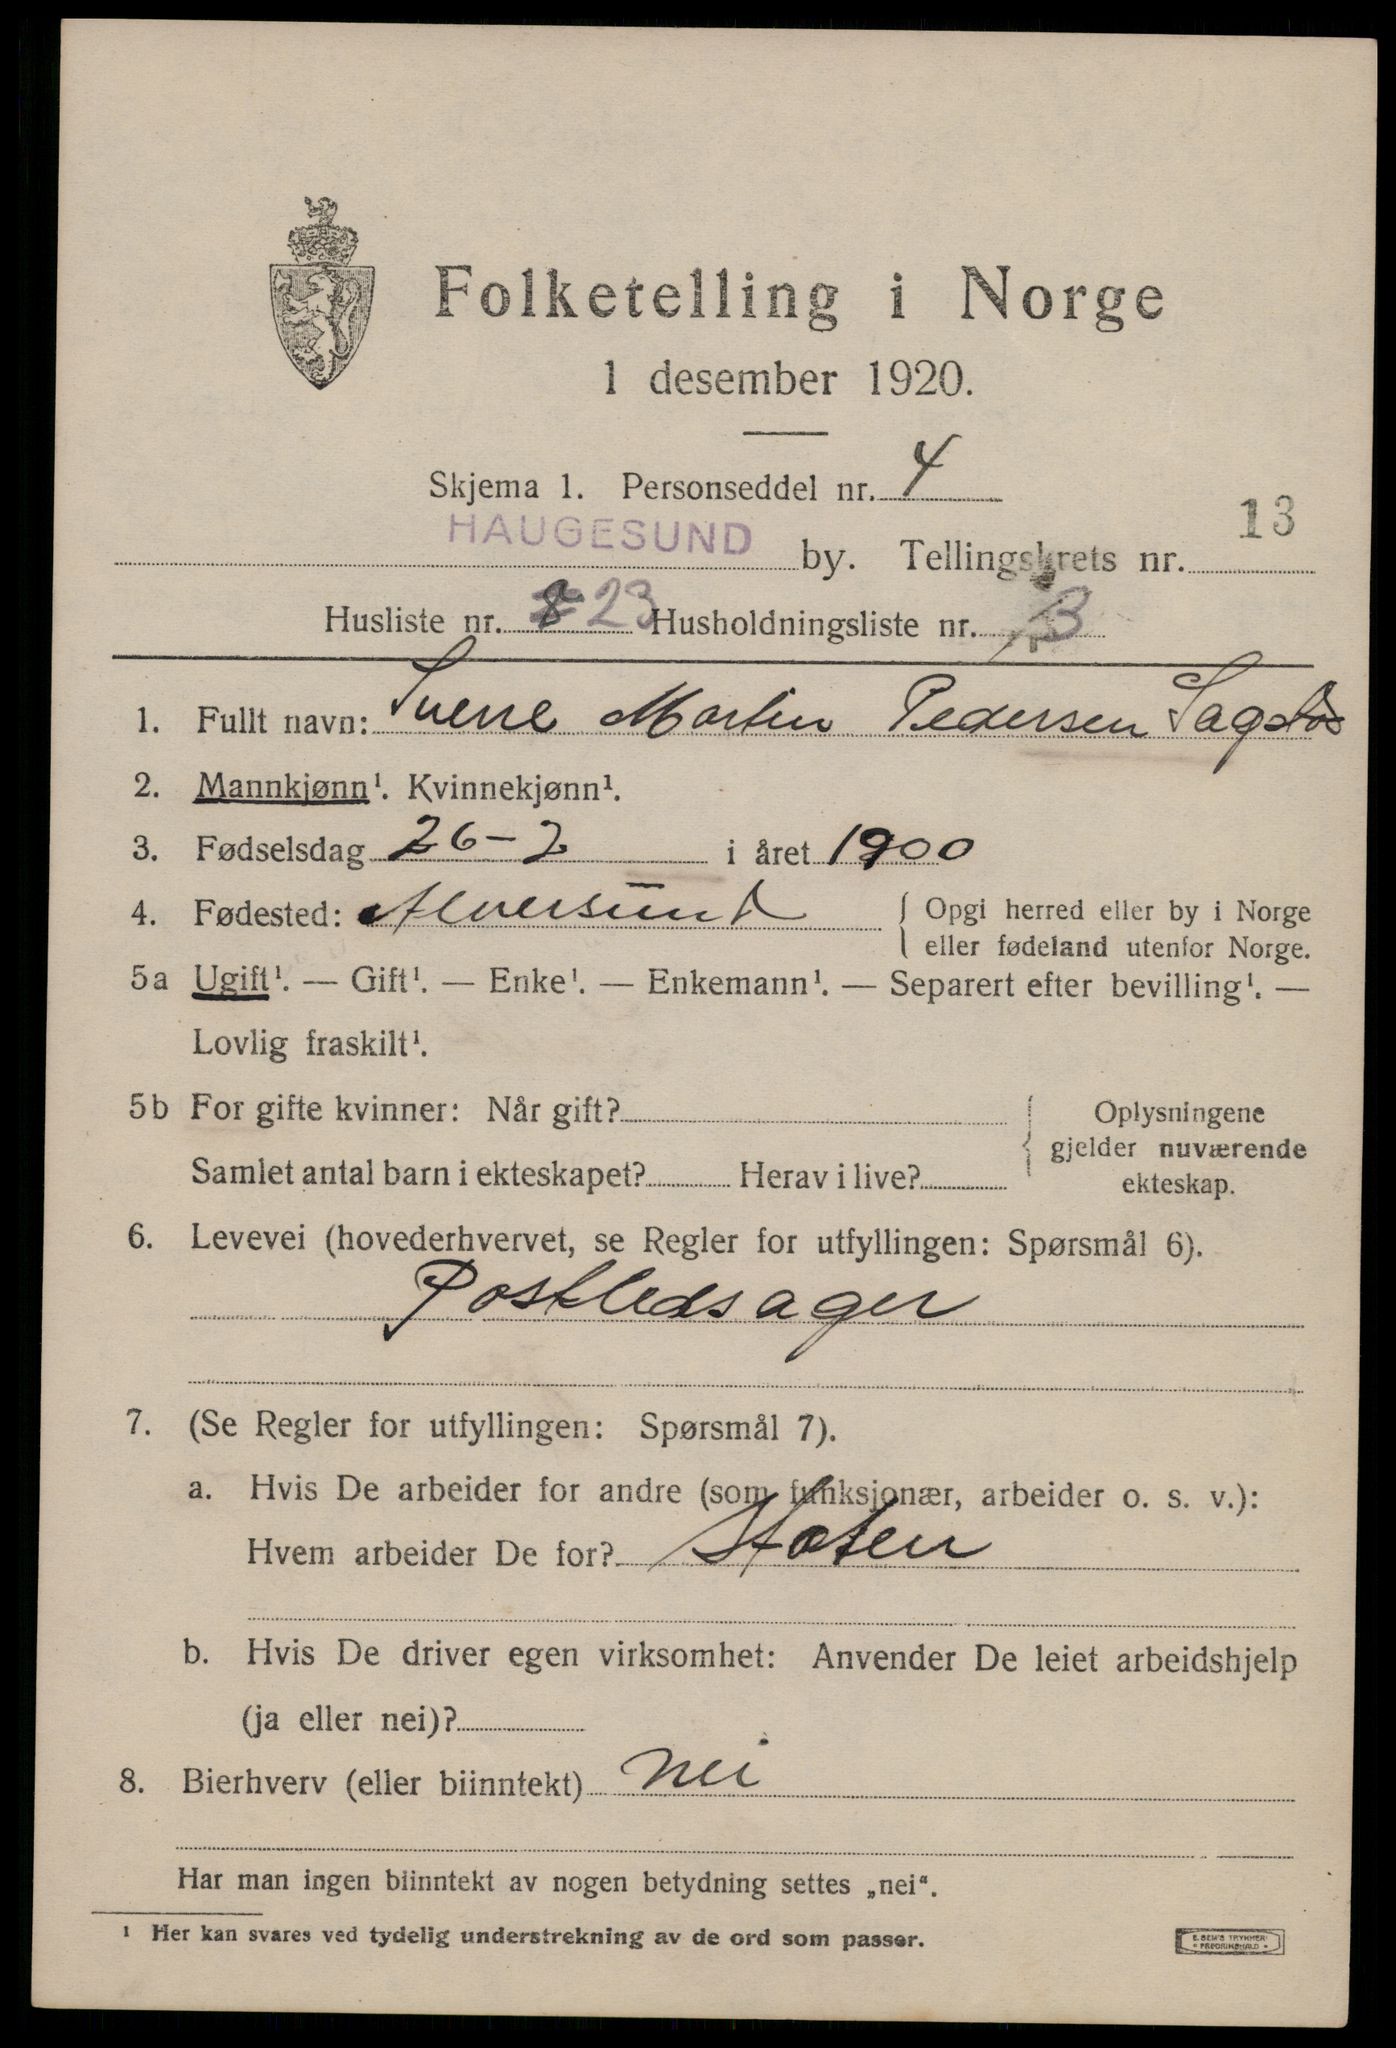 Folketelling i Norge
1 desember 1920.
Skjema 1. Personseddel nr. 4
HAUGESUND by. Tellingskrets nr. 13
Husliste nr. 23 Husholdningsliste nr. 3
1. Fullt navn: Sverre Martin Pedersen
2. Mannkjønn¹. Kvinnekjønn¹.
3. Fødselsdag 26-2 i året 1900
4. Fødested: Alversund { Opgi herred eller by i Norge
eller fødeland utenfor Norge.
5a Ugift¹. — Gift¹. — Enke¹. — Enkemann¹. — Separert efter bevilling¹. —
Lovlig fraskilt¹.
5b For gifte kvinner: Når gift?
Samlet antal barn i ekteskapet? Herav i live?
{ Oplysningene
gjelder nuværende
ekteskap.
6. Levevei (hovederhvervet, se Regler for utfyllingen: Spørsmål 6).
Postledsager
7. (Se Regler for utfyllingen: Spørsmål 7).
a. Hvis De arbeider for andre (som funksjonær, arbeider o. s. v.):
Hvem arbeider De for? Staten
b. Hvis De driver egen virksomhet: Anvender De leiet arbeidshjelp
(ja eller nei)?
8. Bierhverv (eller biinntekt) nei
Har man ingen biinntekt av nogen betydning settes „nei“.
¹ Her kan svares ved tydelig understrekning av de ord som passer.
E. SEM'S TRYKKERI
• FREDRIKSHALD •